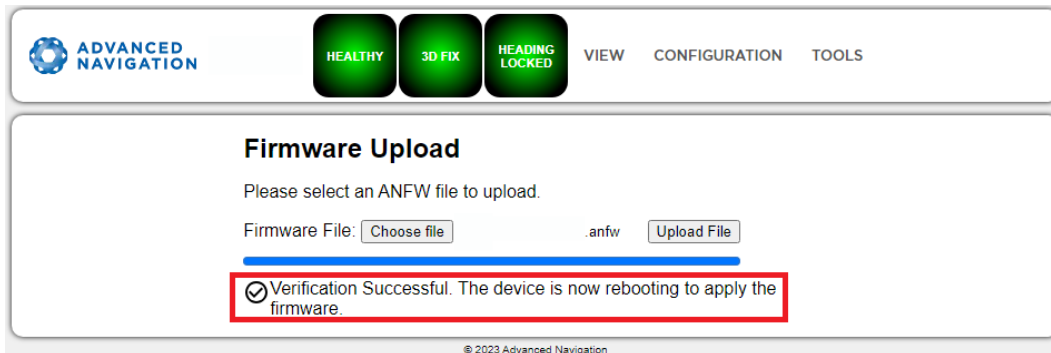 ADVANCED
NAVIGATION
HEALTHY
3D FIX
HEADING
LOCKED
VIEW
CONFIGURATION
TOOLS
Firmware Upload
Please select an ANFW file to upload.
Firmware File: Choose file .anfw Upload File
Verification Successful. The device is now rebooting to apply the
firmware.
© 2023 Advanced Navigation